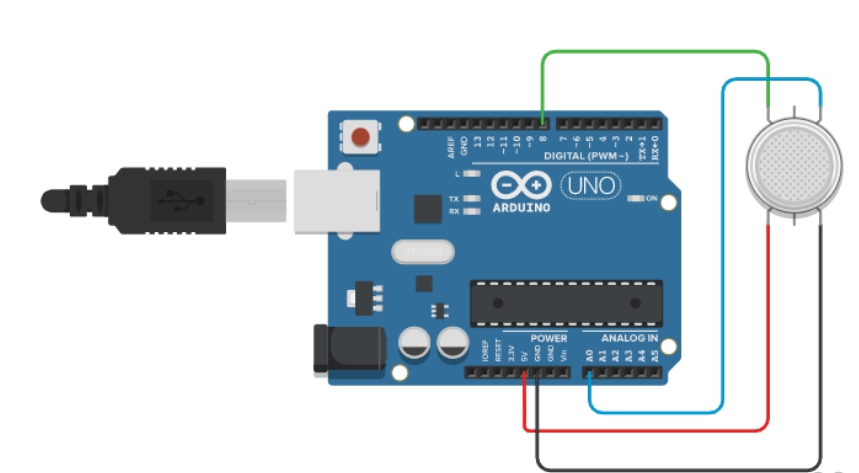 AREF
GND
13
12
~11
~10
~9
8
7
~6
~5
4
~3
2
TX→1
RX←0
DIGITAL (PWM~)
L
TX
RX
ARDUINO
UNO
ON
POWER
ANALOG IN
IOREF
RESET
3.3V
5V
GND
GND
Vin
A0
A1
A2
A3
A4
A5